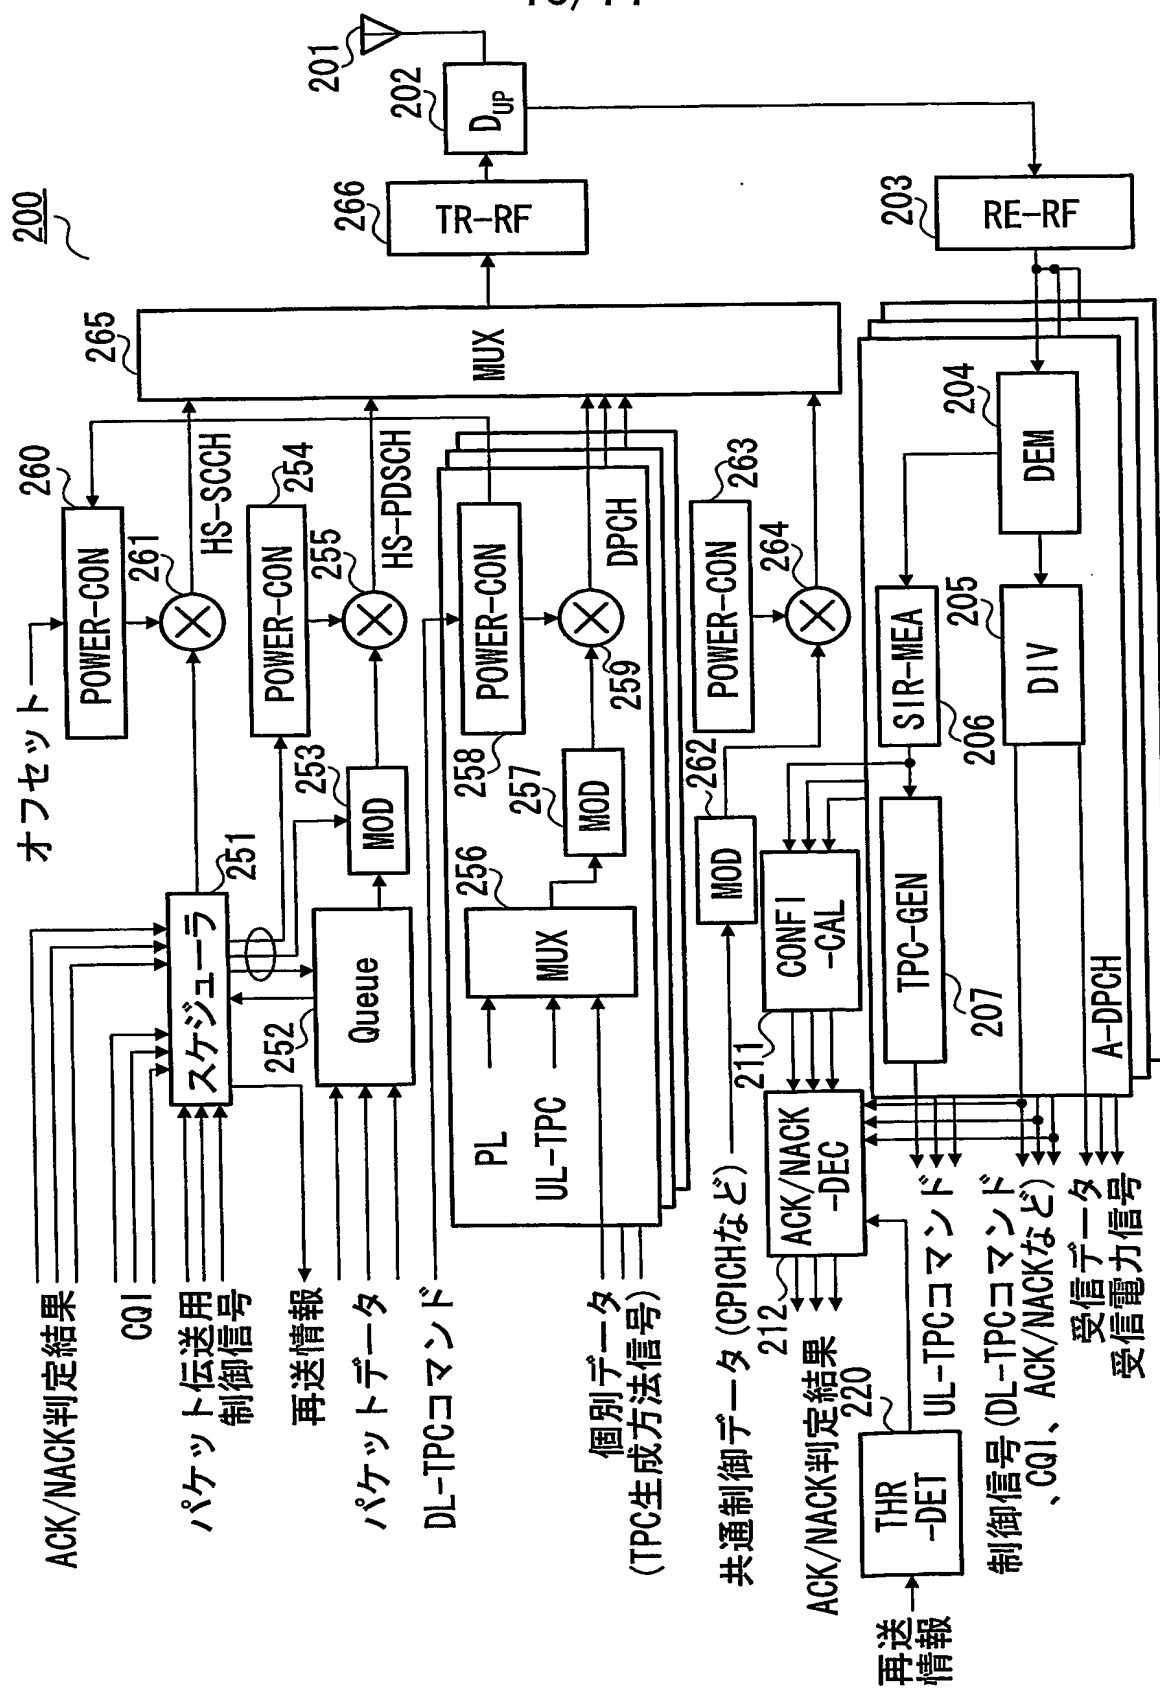 200
オフセット
260
POWER-CON
261
HS-SCCH
265
MUX
266
TR-RF
201
202
DUP
ACK/NACK判定結果
CQI
パケット伝送用
制御信号
再送情報
パケットデータ
DL-TPCコマンド
スケジューラ
251
252
Queue
253
MOD
254
POWER-CON
255
HS-PDSCH
PL
UL-TPC
256
MUX
257
MOD
258
POWER-CON
259
DPCH
個別データ
(TPC生成方法信号)
共通制御データ(CPICHなど)
262
MOD
263
POWER-CON
264
203
RE-RF
204
DEM
205
DIV
206
SIR-MEA
207
TPC-GEN
A-DPCH
211
CONFI
-CAL
212
ACK/NACK
-DEC
ACK/NACK判定結果
220
THR
-DET
再送
情報
UL-TPCコマンド
制御信号(DL-TPCコマンド
、CQI、ACK/NACKなど)
受信データ
受信電力信号